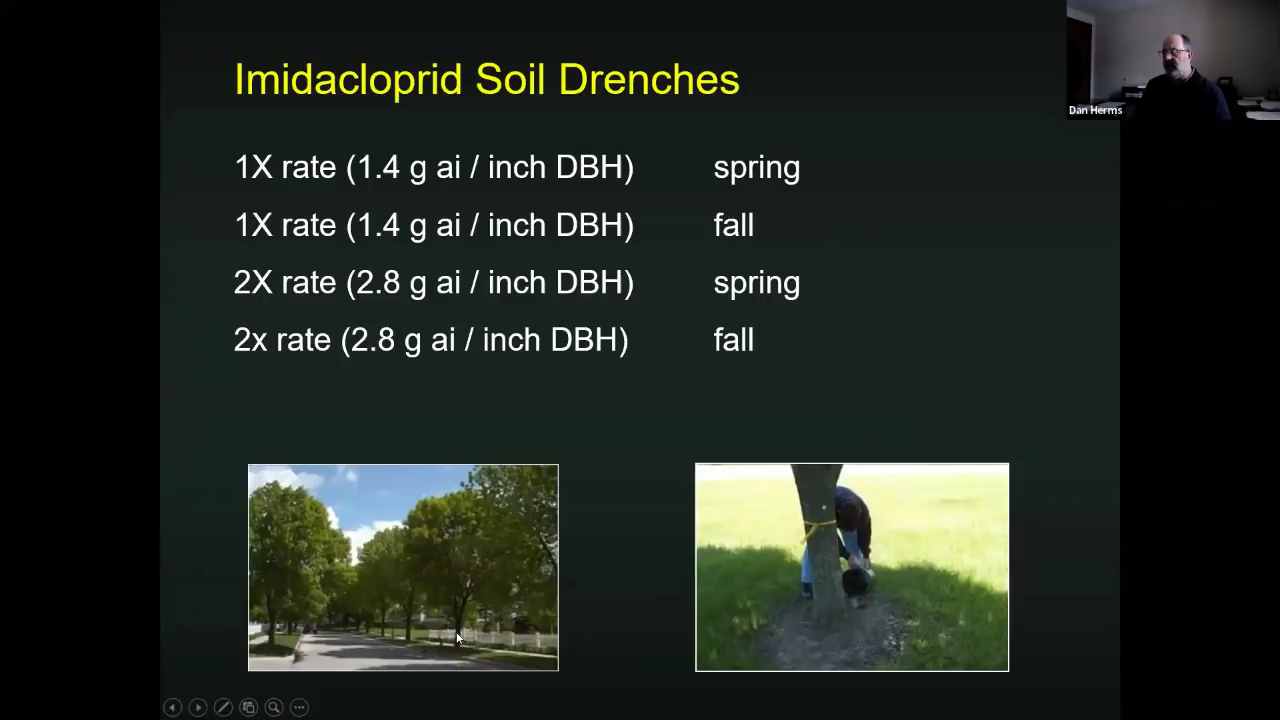 Imidacloprid Soil Drenches
Dan Herms
1X rate (1.4 g ai / inch DBH) spring
1X rate (1.4 g ai / inch DBH) fall
2X rate (2.8 g ai / inch DBH) spring
2x rate (2.8 g ai / inch DBH) fall